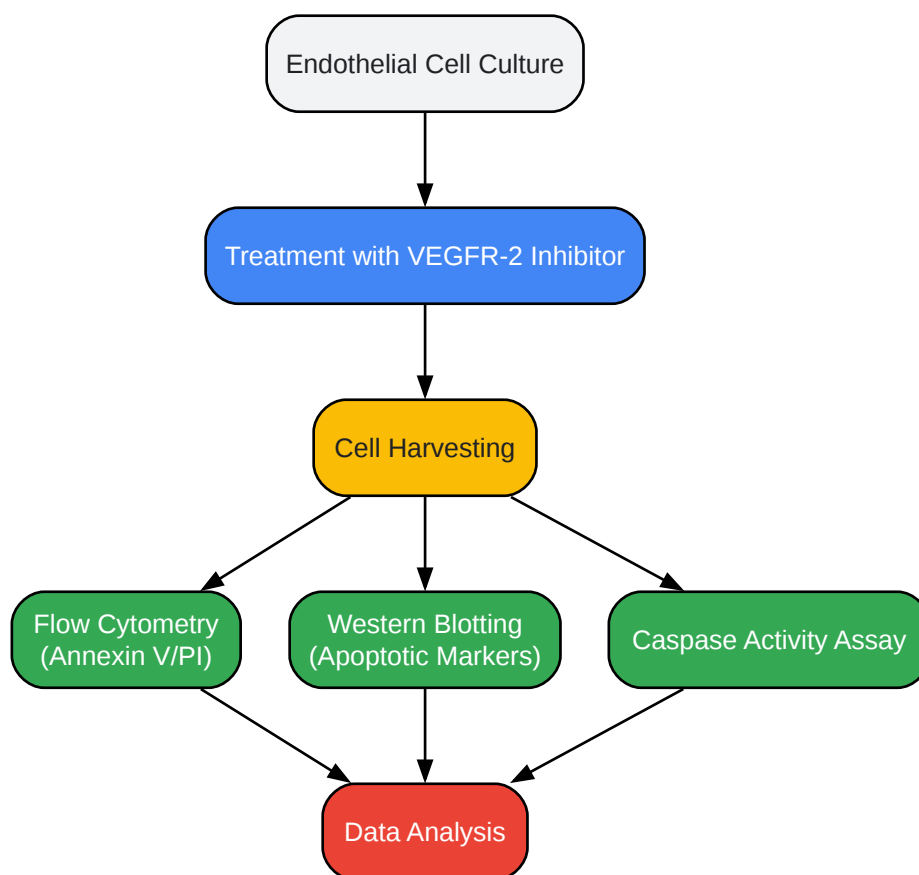 Endothelial Cell Culture
Treatment with VEGFR-2 Inhibitor
Cell Harvesting
Flow Cytometry
(Annexin V/PI)
Western Blotting
(Apoptotic Markers)
Caspase Activity Assay
Data Analysis